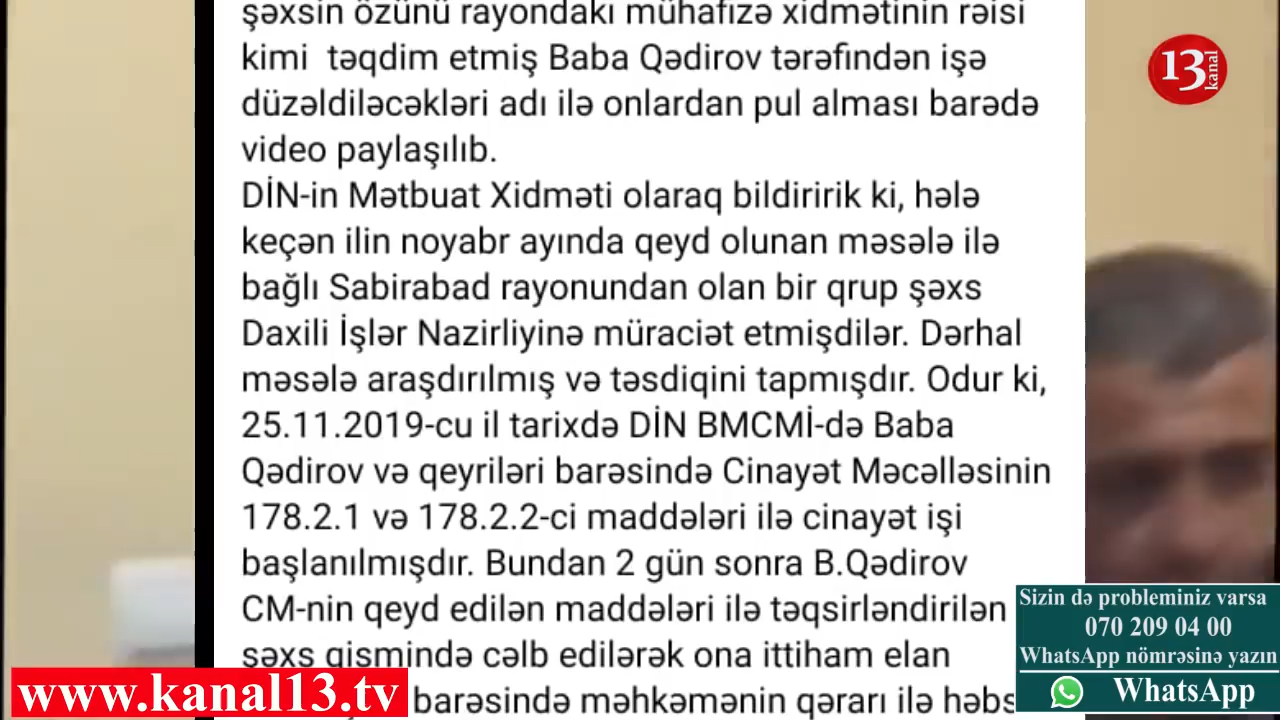 şəxsin özünü rayondakı mühafizə xidmətinin rəisi
kimi təqdim etmiş Baba Qədirov tərəfindən işə
düzəldiləcəkləri adı ilə onlardan pul alması barədə
video paylaşılıb.
DİN-in Mətbuat Xidməti olaraq bildiririk ki, hələ
keçən ilin noyabr ayında qeyd olunan məsələ ilə
bağlı Sabirabad rayonundan olan bir qrup şəxs
Daxili İşlər Nazirliyinə müraciət etmişdilər. Dərhal
məsələ araşdırılmış və təsdiqini tapmışdır. Odur ki,
25.11.2019-cu il tarixdə DİN BMCMİ-də Baba
Qədirov və qeyriləri barəsində Cinayət Məcəlləsinin
178.2.1 və 178.2.2-ci maddələri ilə cinayət işi
başlanılmışdır. Bundan 2 gün sonra B.Qədirov
CM-nin qeyd edilən maddələri ilə təqsirləndirilən
şəxs qismində cəlb edilərək ona ittiham elan
barəsində məhkəmənin qərarı ilə həbs
13 kanal
www.kanal13.tv
Sizin də probleminiz varsa
070 209 04 00
WhatsApp nömrəsinə yazın
WhatsApp